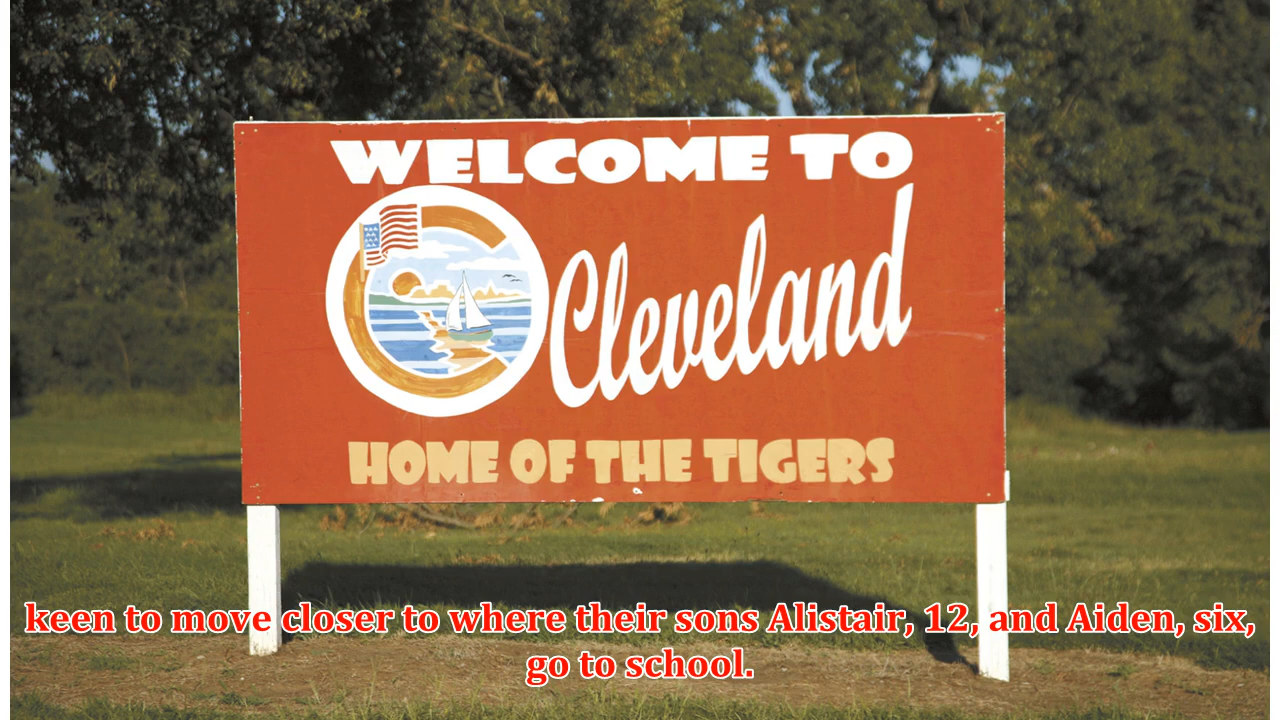 WELCOME TO
Cleveland
HOME OF THE TIGERS
keen to move closer to where their sons Alistair, 12, and Aiden, six,
go to school.